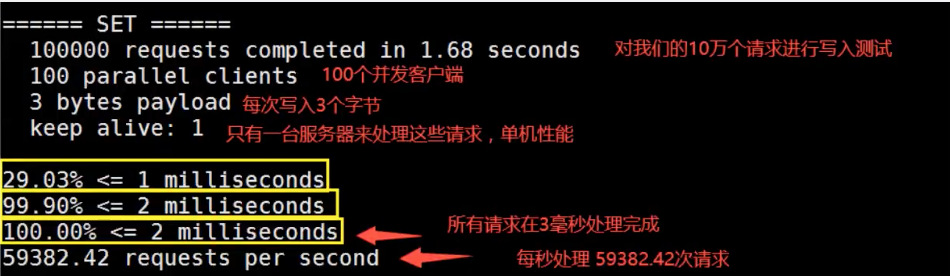 ====== SET ======
100000 requests completed in 1.68 seconds 对我们的10万个请求进行写入测试
100 parallel clients 100个并发客户端
3 bytes payload 每次写入3个字节
keep alive: 1 只有一台服务器来处理这些请求，单机性能
29.03% <= 1 milliseconds
99.90% <= 2 milliseconds
100.00% <= 2 milliseconds 所有请求在3毫秒处理完成
59382.42 requests per second 每秒处理 59382.42次请求